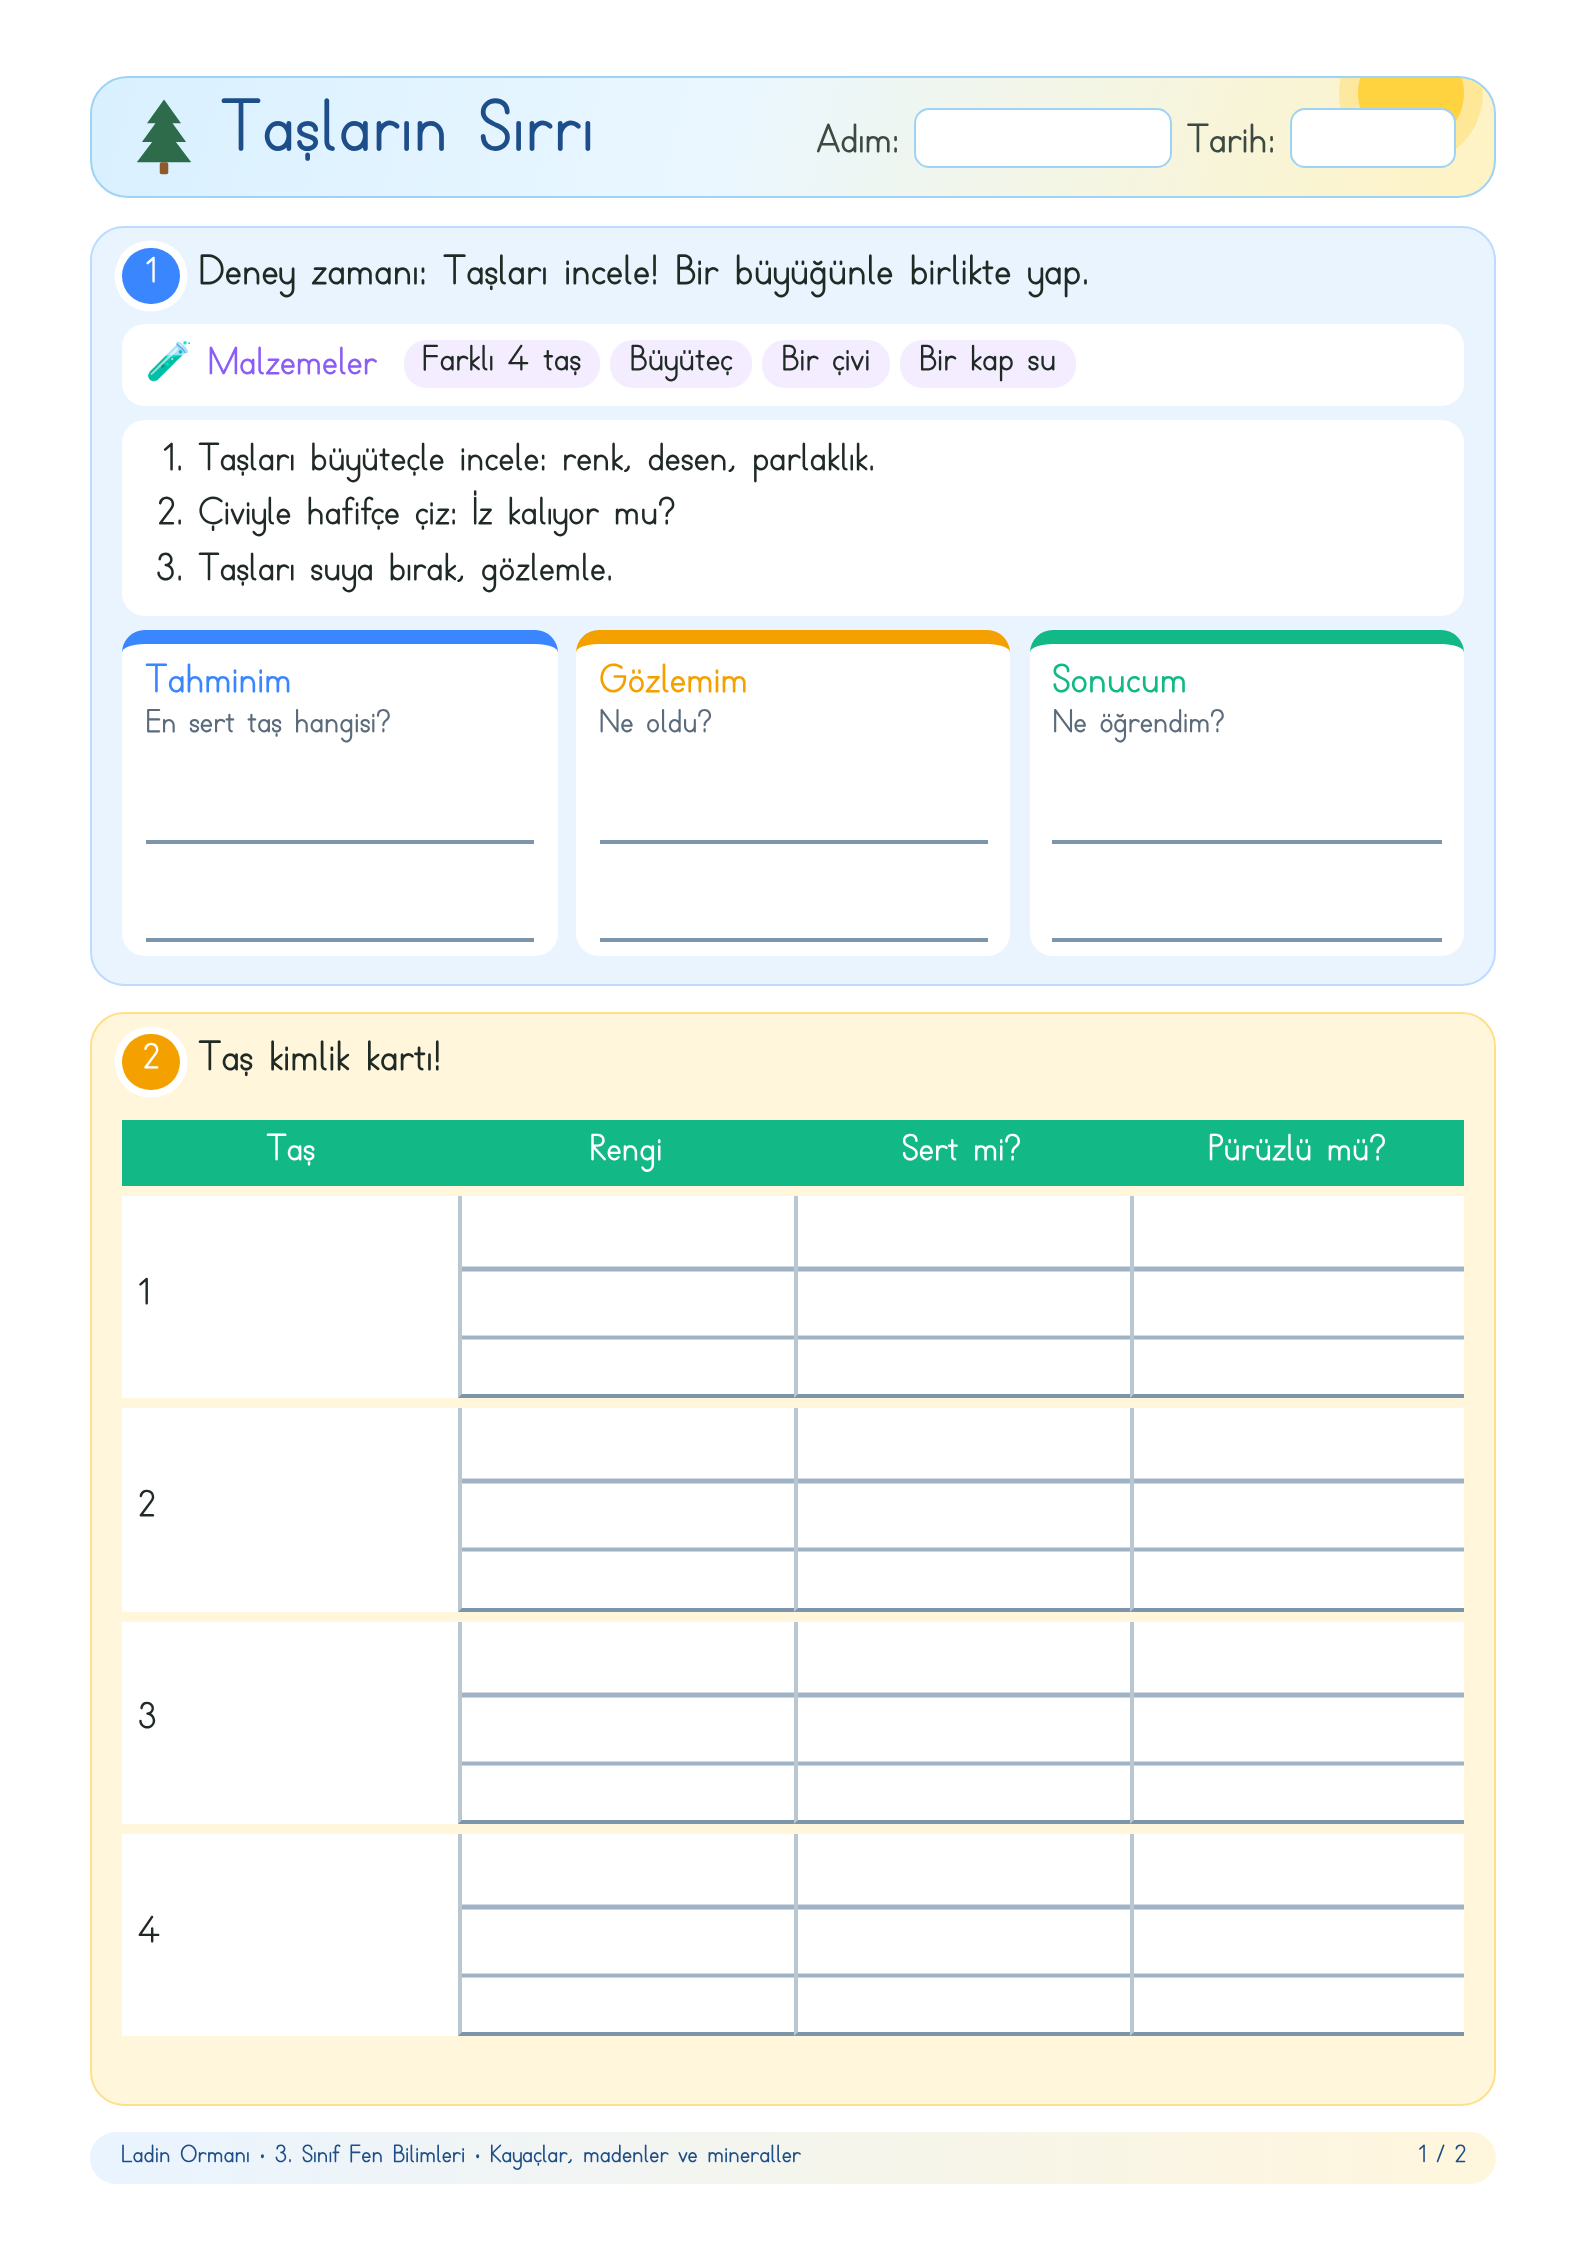 Taşların Sırrı
Adım:
Tarih:
1 Deney zamanı: Taşları incele! Bir büyüğünle birlikte yap.
Malzemeler Farklı 4 taş Büyüteç Bir çivi Bir kap su
1. Taşları büyüteçle incele: renk, desen, parlaklık.
2. Çiviyle hafifçe çiz: İz kalıyor mu?
3. Taşları suya bırak, gözlemle.
Tahminim
En sert taş hangisi?
Gözlemim
Ne oldu?
Sonucum
Ne öğrendim?
2 Taş kimlik kartı!
Taş Rengi Sert mi? Pürüzlü mü?
1
2
3
4
Ladin Ormanı • 3. Sınıf Fen Bilimleri • Kayaçlar, madenler ve mineraller
1 / 2